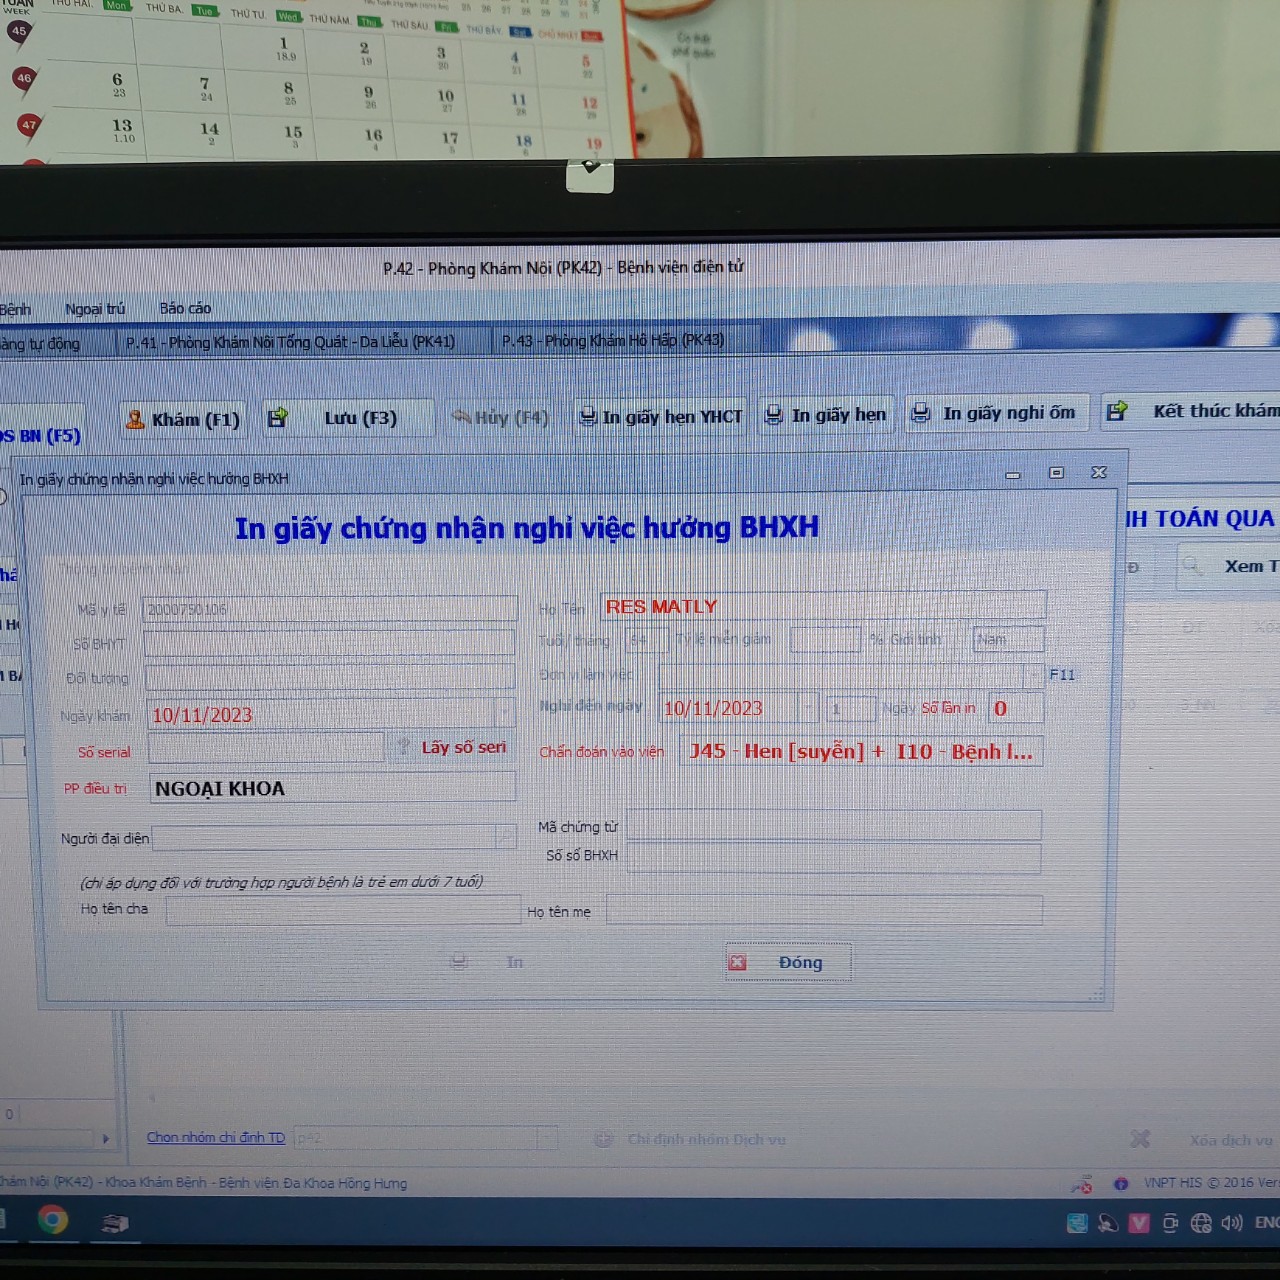 TUẦN THỨ HAI. Mon THỨ BA. Tue THỨ TƯ. Wed THỨ NĂM. Thu THỨ SÁU. Fri THỨ BẢY. Sat CHỦ NHẬT. Sun
WEEK
45 1 2 3 4 5
18.9 19 20 21 22
46 6 7 8 9 10 11 12
23 24 25 26 27 28 29
47 13 14 15 16 17 18 19
1.10 2 3 4 5 6 7
P.42 - Phòng Khám Nội (PK42) - Bệnh viện điện tử
Bệnh Ngoại trú Báo cáo
àng tự động P.41 - Phòng Khám Nội Tổng Quát - Da Liễu (PK41) P.43 - Phòng Khám Hô Hấp (PK43)
DS BN (F5) Khám (F1) Lưu (F3) Hủy (F4) In giấy hẹn YHCT In giấy hẹn In giấy nghỉ ốm Kết thúc khám
In giấy chứng nhận nghỉ việc hưởng BHXH
In giấy chứng nhận nghỉ việc hưởng BHXH
NH TOÁN QUA
Thông tin bệnh nhân
Xem T
Mã y tế 2000750106 Họ Tên RES MATLY
Số BHYT Tuổi/ tháng 64 Tỷ lệ miễn giảm % Giới tính Nam
Đối tượng Đơn vị làm việc F11
Ngày khám 10/11/2023 Nghỉ đến ngày 10/11/2023 1 Ngày Số lần in 0
Số serial ? Lấy số seri Chẩn đoán vào viện J45 - Hen [suyễn] + I10 - Bệnh l...
PP điều trị NGOẠI KHOA
Người đại diện Mã chứng từ
Số sổ BHXH
(chỉ áp dụng đối với trường hợp người bệnh là trẻ em dưới 7 tuổi)
Họ tên cha Họ tên mẹ
In Đóng
0
Chọn nhóm chỉ định TD p42 Chỉ định nhóm Dịch vụ Xóa dịch vụ
hám Nội (PK42) - Khoa Khám Bệnh - Bệnh viện Đa Khoa Hồng Hưng VNPT HIS © 2016 Ver
ENG